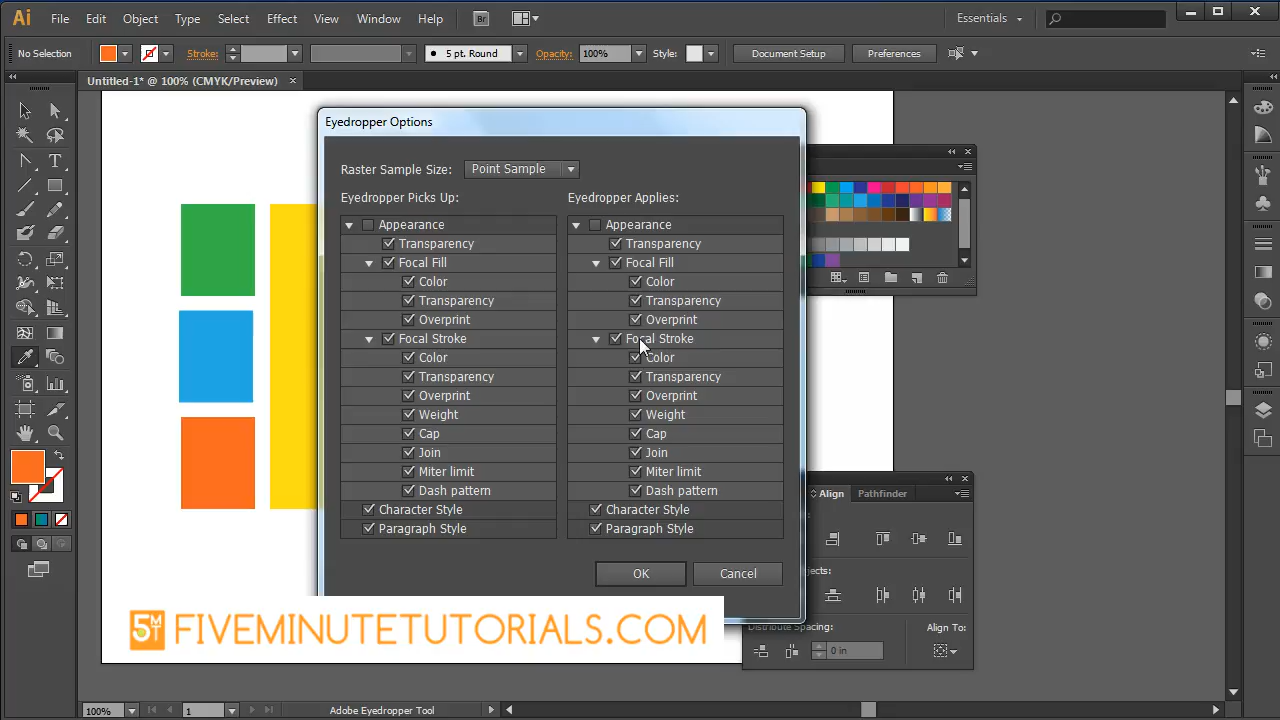 Ai File Edit Object Type Select Effect View Window Help Br Essentials
No Selection Stroke: 5 pt. Round Opacity: 100% Style: Document Setup Preferences
Untitled-1* @ 100% (CMYK/Preview)
Eyedropper Options
Raster Sample Size: Point Sample
Eyedropper Picks Up:
Appearance
Transparency
Focal Fill
Color
Transparency
Overprint
Focal Stroke
Color
Transparency
Overprint
Weight
Cap
Join
Miter limit
Dash pattern
Character Style
Paragraph Style
Eyedropper Applies:
Appearance
Transparency
Focal Fill
Color
Transparency
Overprint
Focal Stroke
Color
Transparency
Overprint
Weight
Cap
Join
Miter limit
Dash pattern
Character Style
Paragraph Style
OK Cancel
Align Pathfinder
Distribute Spacing: Align To:
0 in
5MT FIVEMINUTETUTORIALS.COM
100% 1 Adobe Eyedropper Tool